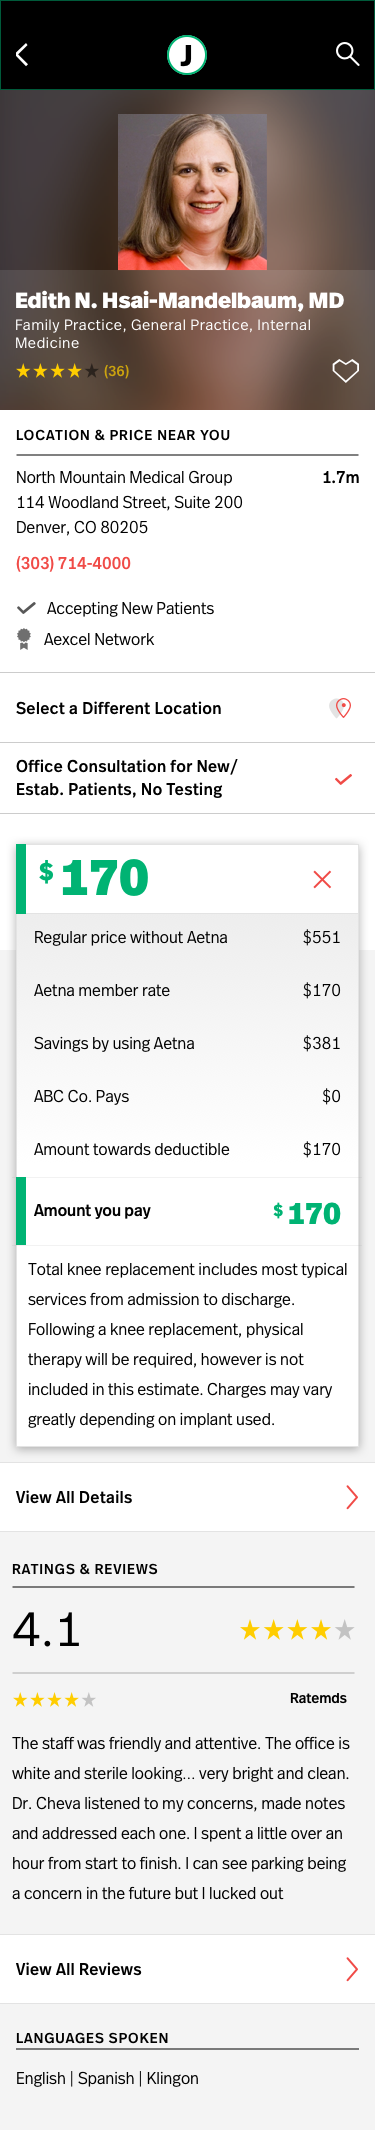 J
Edith N. Hsai-Mandelbaum, MD
Family Practice, General Practice, Internal
Medicine
(36)
LOCATION & PRICE NEAR YOU
North Mountain Medical Group 1.7m
114 Woodland Street, Suite 200
Denver, CO 80205
(303) 714-4000
Accepting New Patients
Aexcel Network
Select a Different Location
Office Consultation for New/
Estab. Patients, No Testing
$170
Regular price without Aetna $551
Aetna member rate $170
Savings by using Aetna $381
ABC Co. Pays $0
Amount towards deductible $170
Amount you pay $170
Total knee replacement includes most typical
services from admission to discharge.
Following a knee replacement, physical
therapy will be required, however is not
included in this estimate. Charges may vary
greatly depending on implant used.
View All Details
RATINGS & REVIEWS
4.1
Ratemds
The staff was friendly and attentive. The office is
white and sterile looking... very bright and clean.
Dr. Cheva listened to my concerns, made notes
and addressed each one. I spent a little over an
hour from start to finish. I can see parking being
a concern in the future but I lucked out
View All Reviews
LANGUAGES SPOKEN
English | Spanish | Klingon